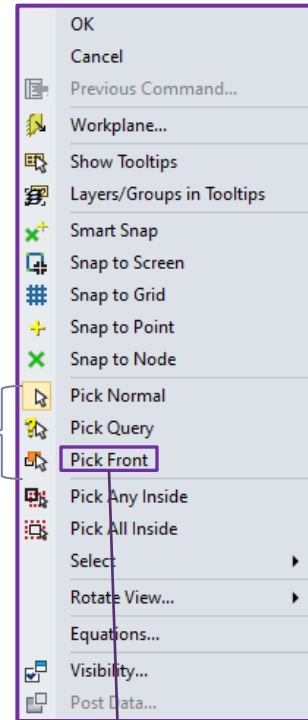 OK
Cancel
Previous Command...
Workplane...
Show Tooltips
Layers/Groups in Tooltips
Smart Snap
Snap to Screen
Snap to Grid
Snap to Point
Snap to Node
Pick Normal
Pick Query
Pick Front
Pick Any Inside
Pick All Inside
Select
Rotate View...
Equations...
Visibility...
Post Data...